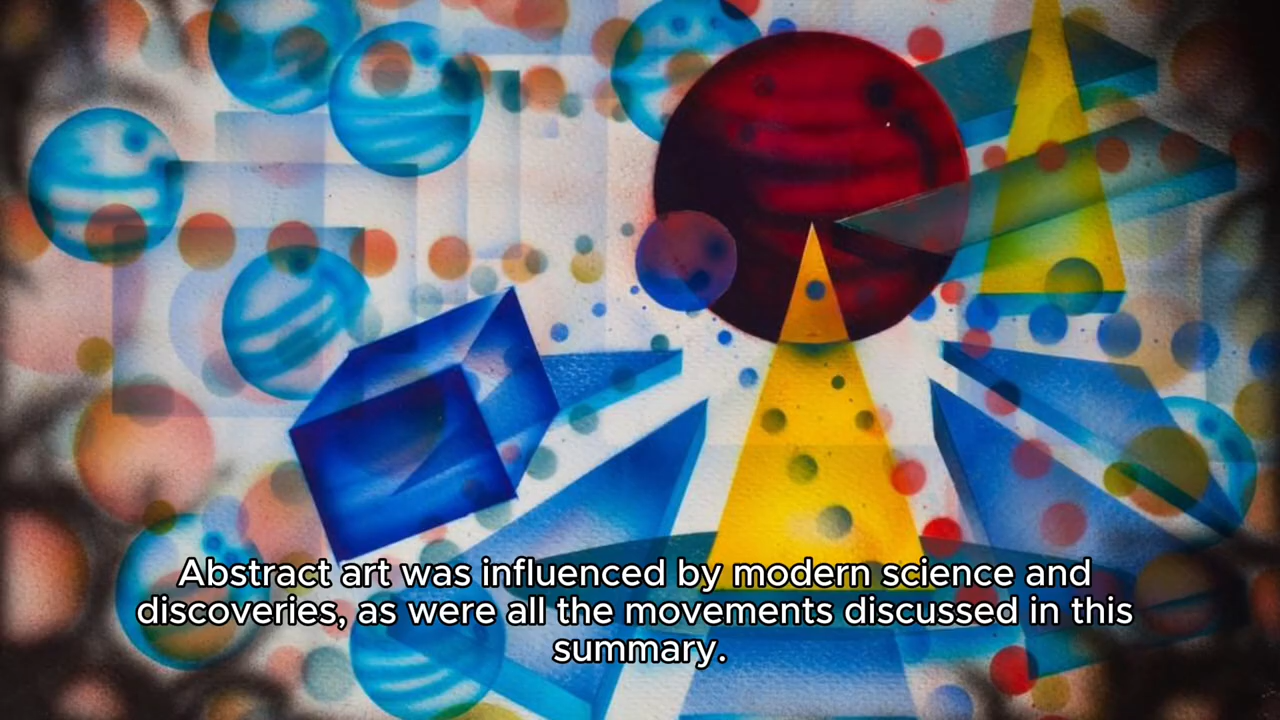 Abstract art was influenced by modern science and
discoveries, as were all the movements discussed in this
summary.